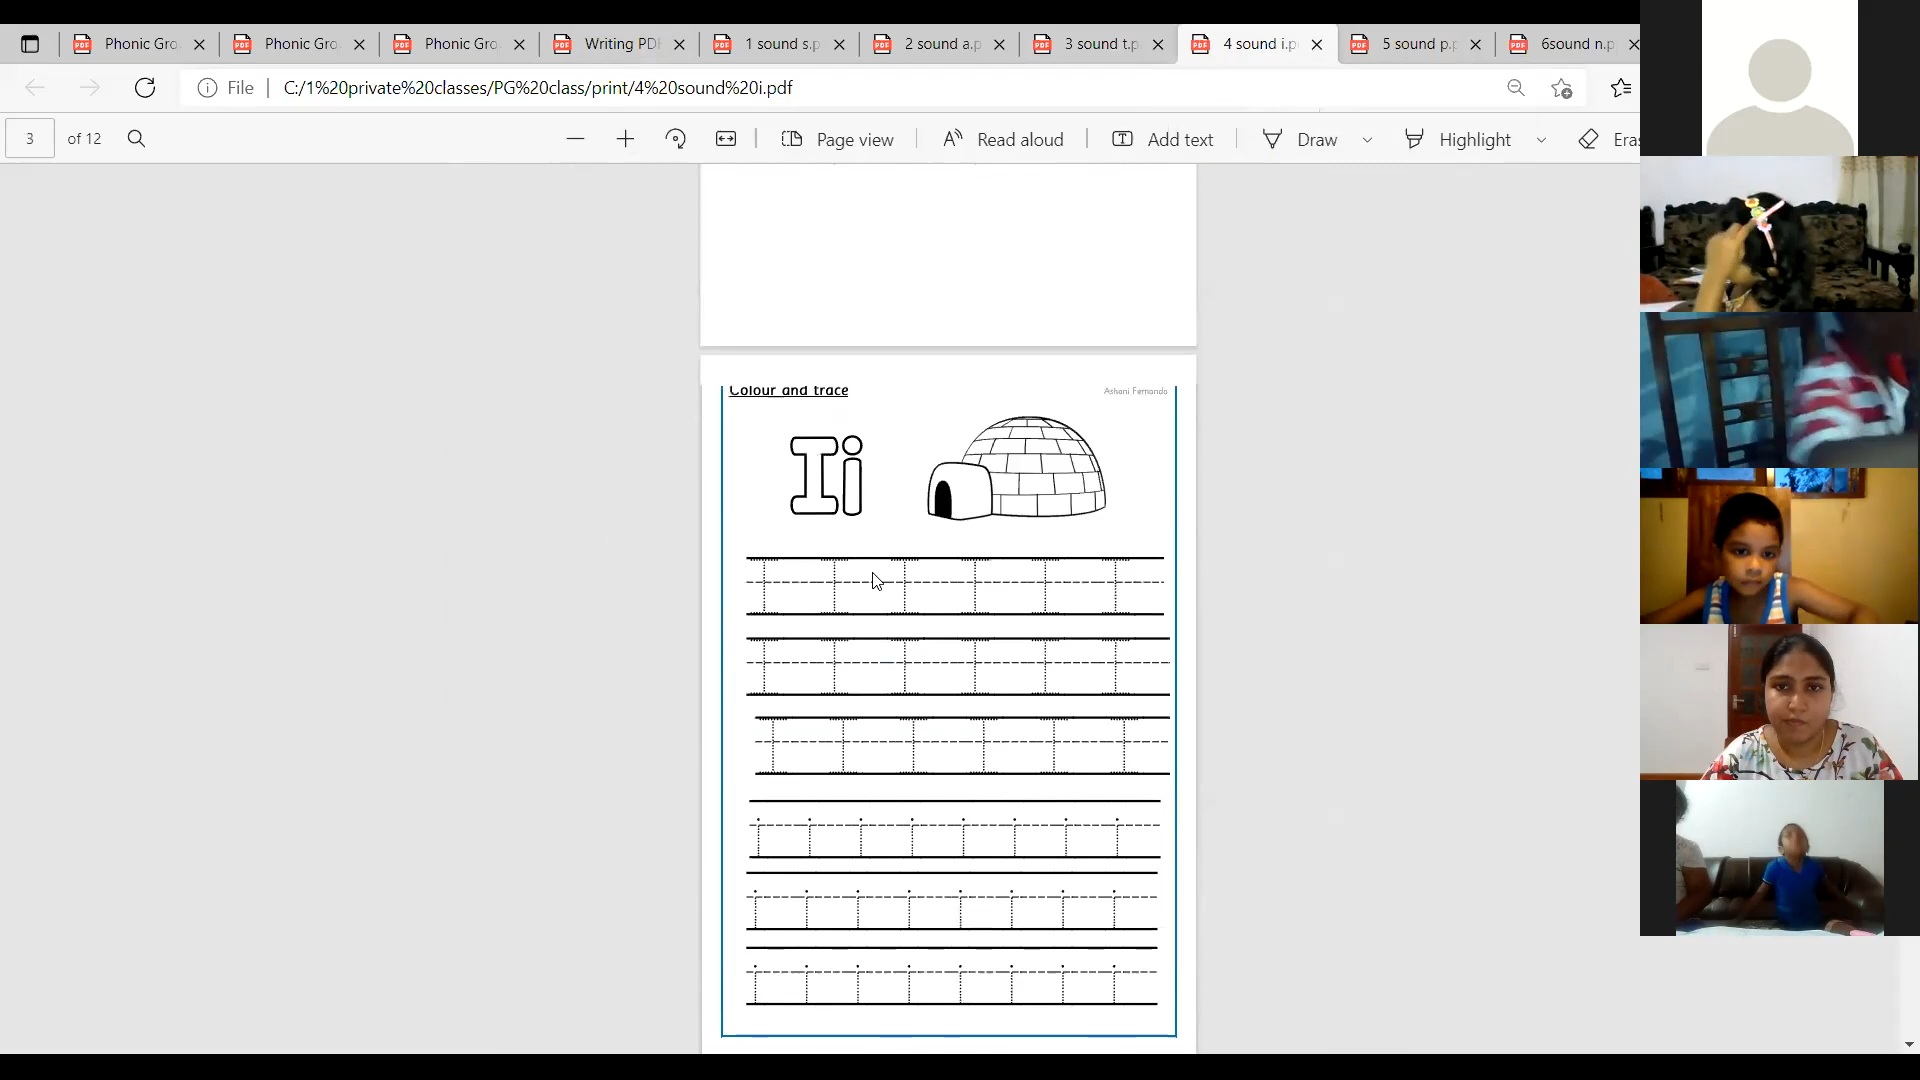 Phonic Gro
Phonic Gro
Phonic Gro
Writing PD
1 sound s.p
2 sound a.p
3 sound t.p
4 sound i.p
5 sound p.p
6sound n.p
File
C:/1%20private%20classes/PG%20class/print/4%20sound%20i.pdf
3 of 12
Page view
Read aloud
Add text
Draw
Highlight
Eras
Colour and trace
Ashani Fernando
Ii
I I I I I I
I I I I I I
I I I I I I
i i i i i i i i
i i i i i i i i
i i i i i i i i